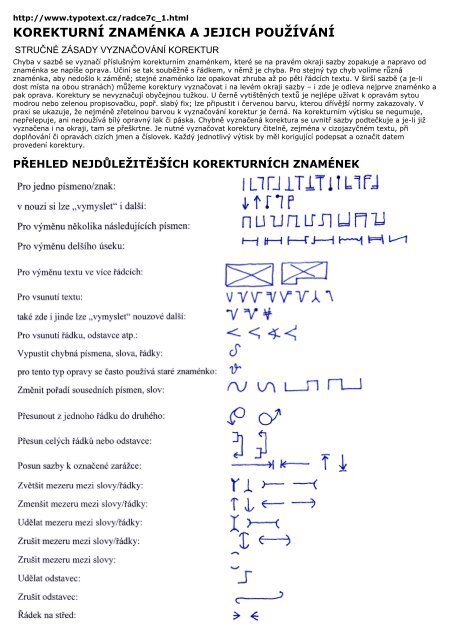 http://www.typotext.cz/radce7c_1.html
KOREKTURNÍ ZNAMÉNKA A JEJICH POUŽÍVÁNÍ
STRUČNÉ ZÁSADY VYZNAČOVÁNÍ KOREKTUR
Chyba v sazbě se vyznačí příslušným korekturním znaménkem, které se na pravém okraji sazby zopakuje a napravo od
znaménka se napíše oprava. Učiní se tak souběžně s řádkem, v němž je chyba. Pro stejný typ chyb volíme různá
znaménka, aby nedošlo k záměně; stejné znaménko lze opakovat zhruba až po pěti řádcích textu. V širší sazbě (a je-li
dost místa na obou stranách) můžeme korektury vyznačovat i na levém okraji sazby – i zde je odleva nejprve znaménko a
pak oprava. Korektury se nevyznačují obyčejnou tužkou. U černě vytištěných textů je nejlépe užívat k opravám sytou
modrou nebo zelenou propisovačku, popř. slabý fix; lze připustit i červenou barvu, kterou dřívější normy zakazovaly. V
praxi se ukazuje, že nejméně zřetelnou barvou k vyznačování korektur je černá. Na korekturním výtisku se negumuje,
nepřelepuje, ani nepoužívá bílý opravný lak či páska. Chybně vyznačená korektura se uvnitř sazby podtečkuje a je-li již
vyznačena i na okraji, tam se přeškrtne. Je nutné vyznačovat korektury čitelně, zejména v cizojazyčném textu, při
doplňování či opravách cizích jmen a číslovek. Každý jednotlivý výtisk by měl korigující podepsat a označit datem
provedení korektury.
PŘEHLED NEJDŮLEŽITĚJŠÍCH KOREKTURNÍCH ZNAMÉNEK
Pro jedno písmeno/znak:
v nouzi si lze „vymyslet“ i další:
Pro výměnu několika následujících písmen:
Pro výměnu delšího úseku:
Pro výměnu textu ve více řádcích:
Pro vsunutí textu:
také zde i jinde lze „vymyslet“ nouzové další:
Pro vsunutí řádku, odstavce atp.:
Vypustit chybná písmena, slova, řádky:
pro tento typ opravy se často používá staré znaménko:
Změnit pořadí sousedních písmen, slov:
Přesunout z jednoho řádku do druhého:
Přesun celých řádků nebo odstavce:
Posun sazby k označené zarážce:
Zvětšit mezeru mezi slovy/řádky:
Zmenšit mezeru mezi slovy/řádky:
Udělat mezeru mezi slovy/řádky:
Zrušit mezeru mezi slovy/řádky:
Zrušit mezeru mezi slovy:
Udělat odstavec:
Zrušit odstavec:
Řádek na střed: